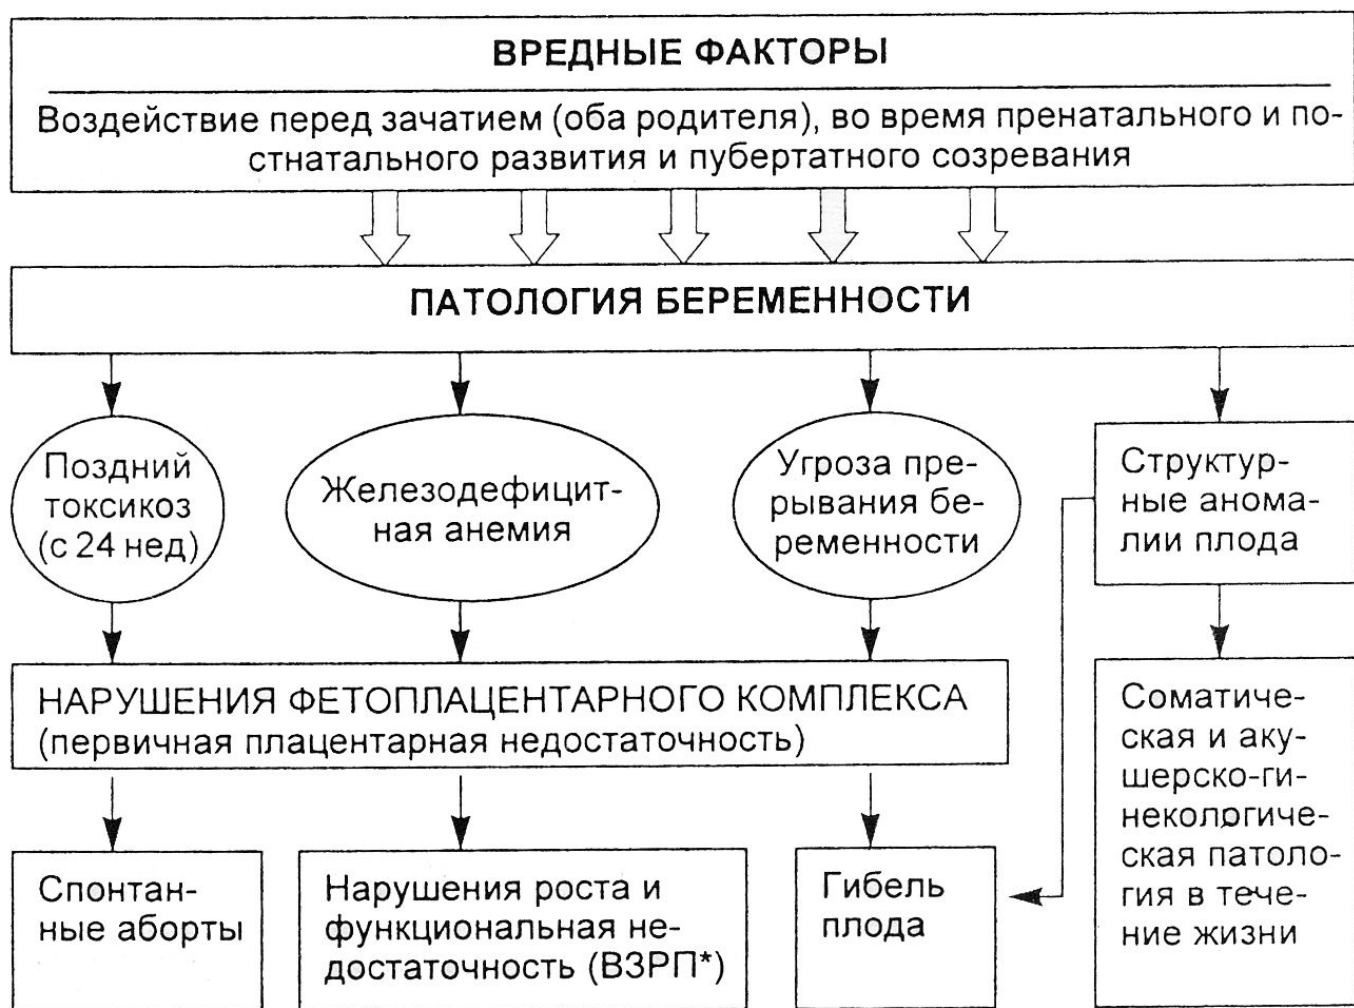 ВРЕДНЫЕ ФАКТОРЫ
Воздействие перед зачатием (оба родителя), во время пренатального и по-
стнатального развития и пубертатного созревания
ПАТОЛОГИЯ БЕРЕМЕННОСТИ
Поздний
токсикоз
(с 24 нед)
Железодефицит-
ная анемия
Угроза пре-
рывания бе-
ременности
Структур-
ные анома-
лии плода
НАРУШЕНИЯ ФЕТОПЛАЦЕНТАРНОГО КОМПЛЕКСА
(первичная плацентарная недостаточность)
Соматиче-
ская и аку-
шерско-ги-
некологиче-
ская патоло-
гия в тече-
ние жизни
Спонтан-
ные аборты
Нарушения роста и
функциональная не-
достаточность (ВЗРП*)
Гибель
плода